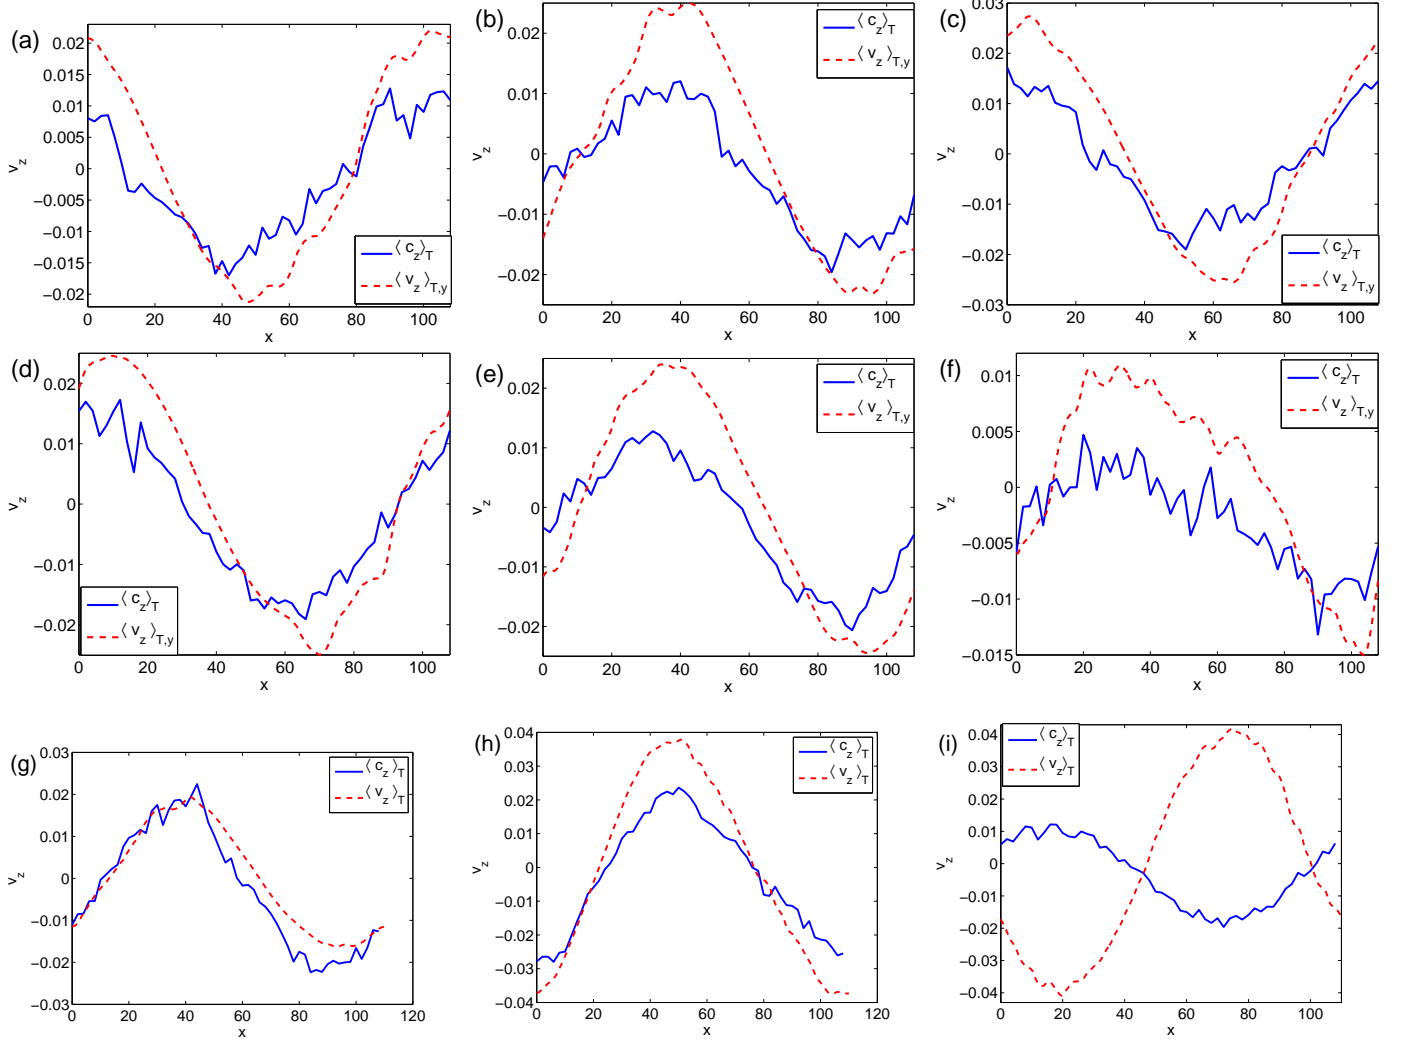 (a)
0.02
0.015
0.01
0.005
0
−0.005
−0.01
−0.015
−0.02
v_z
0 20 40 60 80 100
x
⟨ c_z⟩_T
⟨ v_z ⟩_{T,y}
(b)
0.02
0.01
0
−0.01
−0.02
v_z
0 20 40 60 80 100
x
⟨ c_z⟩_T
⟨ v_z ⟩_{T,y}
(c)
0.03
0.02
0.01
0
−0.01
−0.02
−0.03
v_z
0 20 40 60 80 100
x
⟨ c_z⟩_T
⟨ v_z ⟩_{T,y}
(d)
0.02
0.01
0
−0.01
−0.02
v_z
0 20 40 60 80 100
x
⟨ c_z⟩_T
⟨ v_z ⟩_{T,y}
(e)
0.02
0.01
0
−0.01
−0.02
v_z
0 20 40 60 80 100
x
⟨ c_z⟩_T
⟨ v_z ⟩_{T,y}
(f)
0.01
0.005
0
−0.005
−0.01
−0.015
v_z
0 20 40 60 80 100
x
⟨ c_z⟩_T
⟨ v_z ⟩_{T,y}
(g)
0.03
0.02
0.01
0
−0.01
−0.02
−0.03
v_z
0 20 40 60 80 100 120
x
⟨ c_z⟩_T
⟨ v_z⟩_T
(h)
0.04
0.03
0.02
0.01
0
−0.01
−0.02
−0.03
−0.04
v_z
0 20 40 60 80 100 120
x
⟨ c_z⟩_T
⟨ v_z⟩_T
(i)
0.04
0.03
0.02
0.01
0
−0.01
−0.02
−0.03
−0.04
v_z
0 20 40 60 80 100
x
⟨ c_z⟩_T
⟨ v_z⟩_T